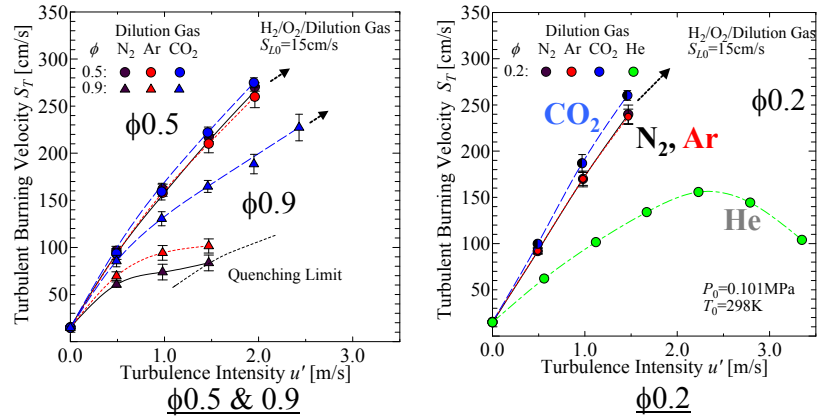 Dilution Gas
ϕ N₂ Ar CO₂
0.5:
0.9:
H₂/O₂/Dilution Gas
S_L0=15cm/s
ϕ0.5
ϕ0.9
Quenching Limit
Turbulent Burning Velocity S_T [cm/s]
400
350
300
250
200
150
100
50
0.0 1.0 2.0 3.0
Turbulence Intensity u' [m/s]
ϕ0.5 & 0.9
Dilution Gas
ϕ N₂ Ar CO₂ He
0.2:
H₂/O₂/Dilution Gas
S_L0=15cm/s
ϕ0.2
CO₂
N₂, Ar
He
P₀=0.101MPa
T₀=298K
Turbulent Burning Velocity S_T [cm/s]
350
300
250
200
150
100
50
0.0 1.0 2.0 3.0
Turbulence Intensity u' [m/s]
ϕ0.2